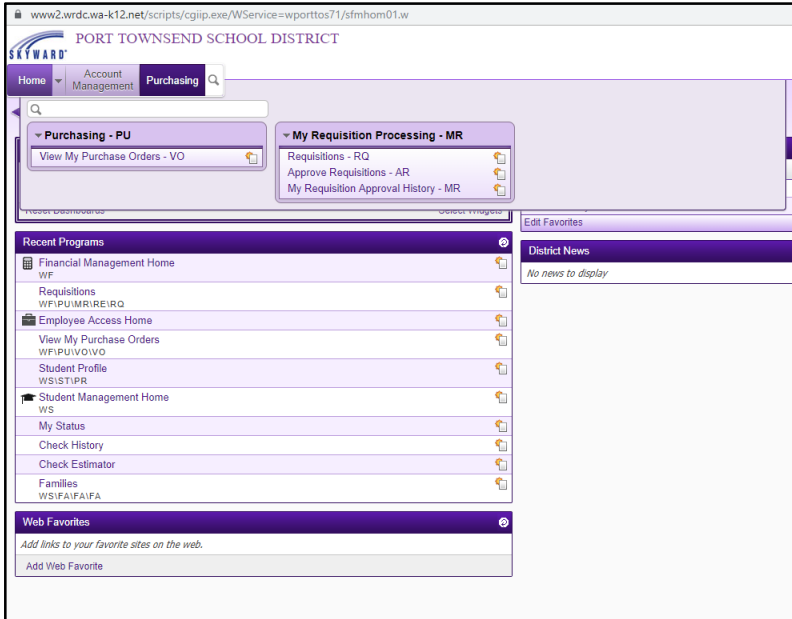 www2.wrdc.wa-k12.net/scripts/cgiip.exe/WService=wporttos71/sfmhom01.w
SKYWARD®
PORT TOWNSEND SCHOOL DISTRICT
Home
Account Management
Purchasing
Purchasing - PU
View My Purchase Orders - VO
My Requisition Processing - MR
Requisitions - RQ
Approve Requisitions - AR
My Requisition Approval History - MR
Reset Dashboards
Select Widgets
Edit Favorites
Recent Programs
Financial Management Home
WF
Requisitions
WF\PU\MR\RE\RQ
Employee Access Home
View My Purchase Orders
WF\PU\VO\VO
Student Profile
WS\ST\PR
Student Management Home
WS
My Status
Check History
Check Estimator
Families
WS\FA\FA\FA
District News
No news to display
Web Favorites
Add links to your favorite sites on the web.
Add Web Favorite